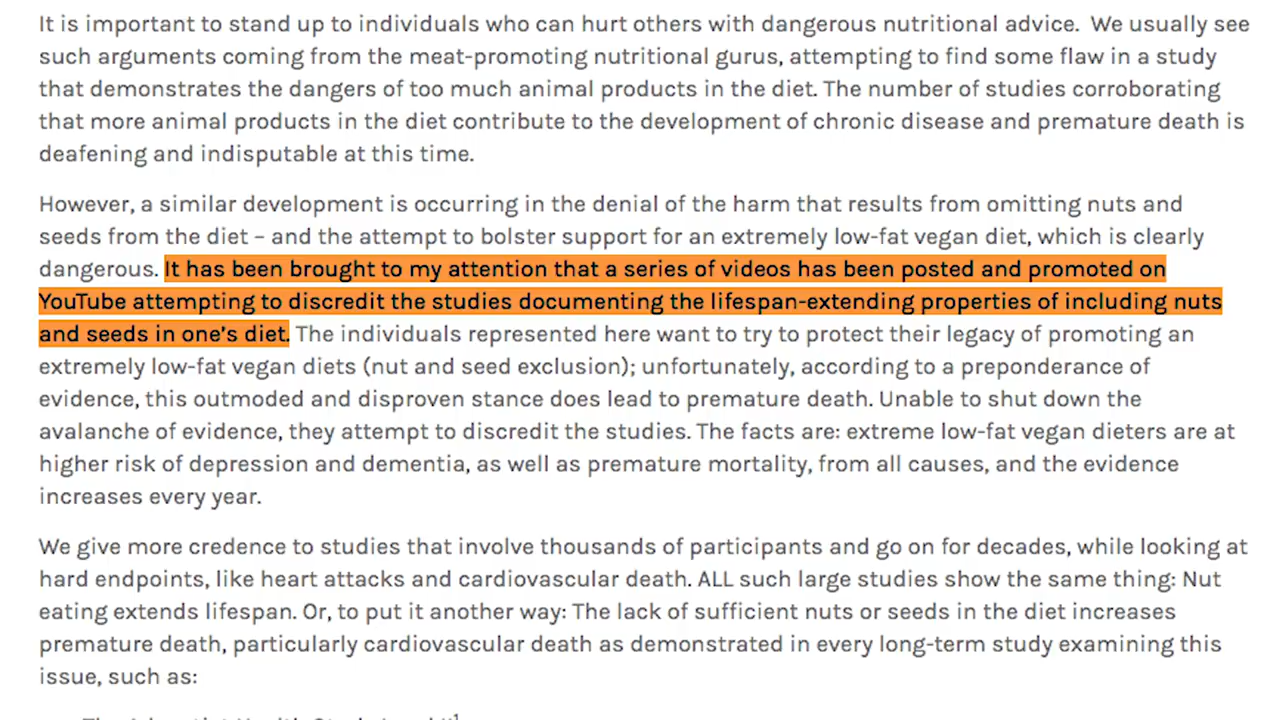 It is important to stand up to individuals who can hurt others with dangerous nutritional advice.  We usually see
such arguments coming from the meat-promoting nutritional gurus, attempting to find some flaw in a study
that demonstrates the dangers of too much animal products in the diet. The number of studies corroborating
that more animal products in the diet contribute to the development of chronic disease and premature death is
deafening and indisputable at this time.
However, a similar development is occurring in the denial of the harm that results from omitting nuts and
seeds from the diet – and the attempt to bolster support for an extremely low-fat vegan diet, which is clearly
dangerous. It has been brought to my attention that a series of videos has been posted and promoted on
YouTube attempting to discredit the studies documenting the lifespan-extending properties of including nuts
and seeds in one's diet. The individuals represented here want to try to protect their legacy of promoting an
extremely low-fat vegan diets (nut and seed exclusion); unfortunately, according to a preponderance of
evidence, this outmoded and disproven stance does lead to premature death. Unable to shut down the
avalanche of evidence, they attempt to discredit the studies. The facts are: extreme low-fat vegan dieters are at
higher risk of depression and dementia, as well as premature mortality, from all causes, and the evidence
increases every year.
We give more credence to studies that involve thousands of participants and go on for decades, while looking at
hard endpoints, like heart attacks and cardiovascular death. ALL such large studies show the same thing: Nut
eating extends lifespan. Or, to put it another way: The lack of sufficient nuts or seeds in the diet increases
premature death, particularly cardiovascular death as demonstrated in every long-term study examining this
issue, such as: